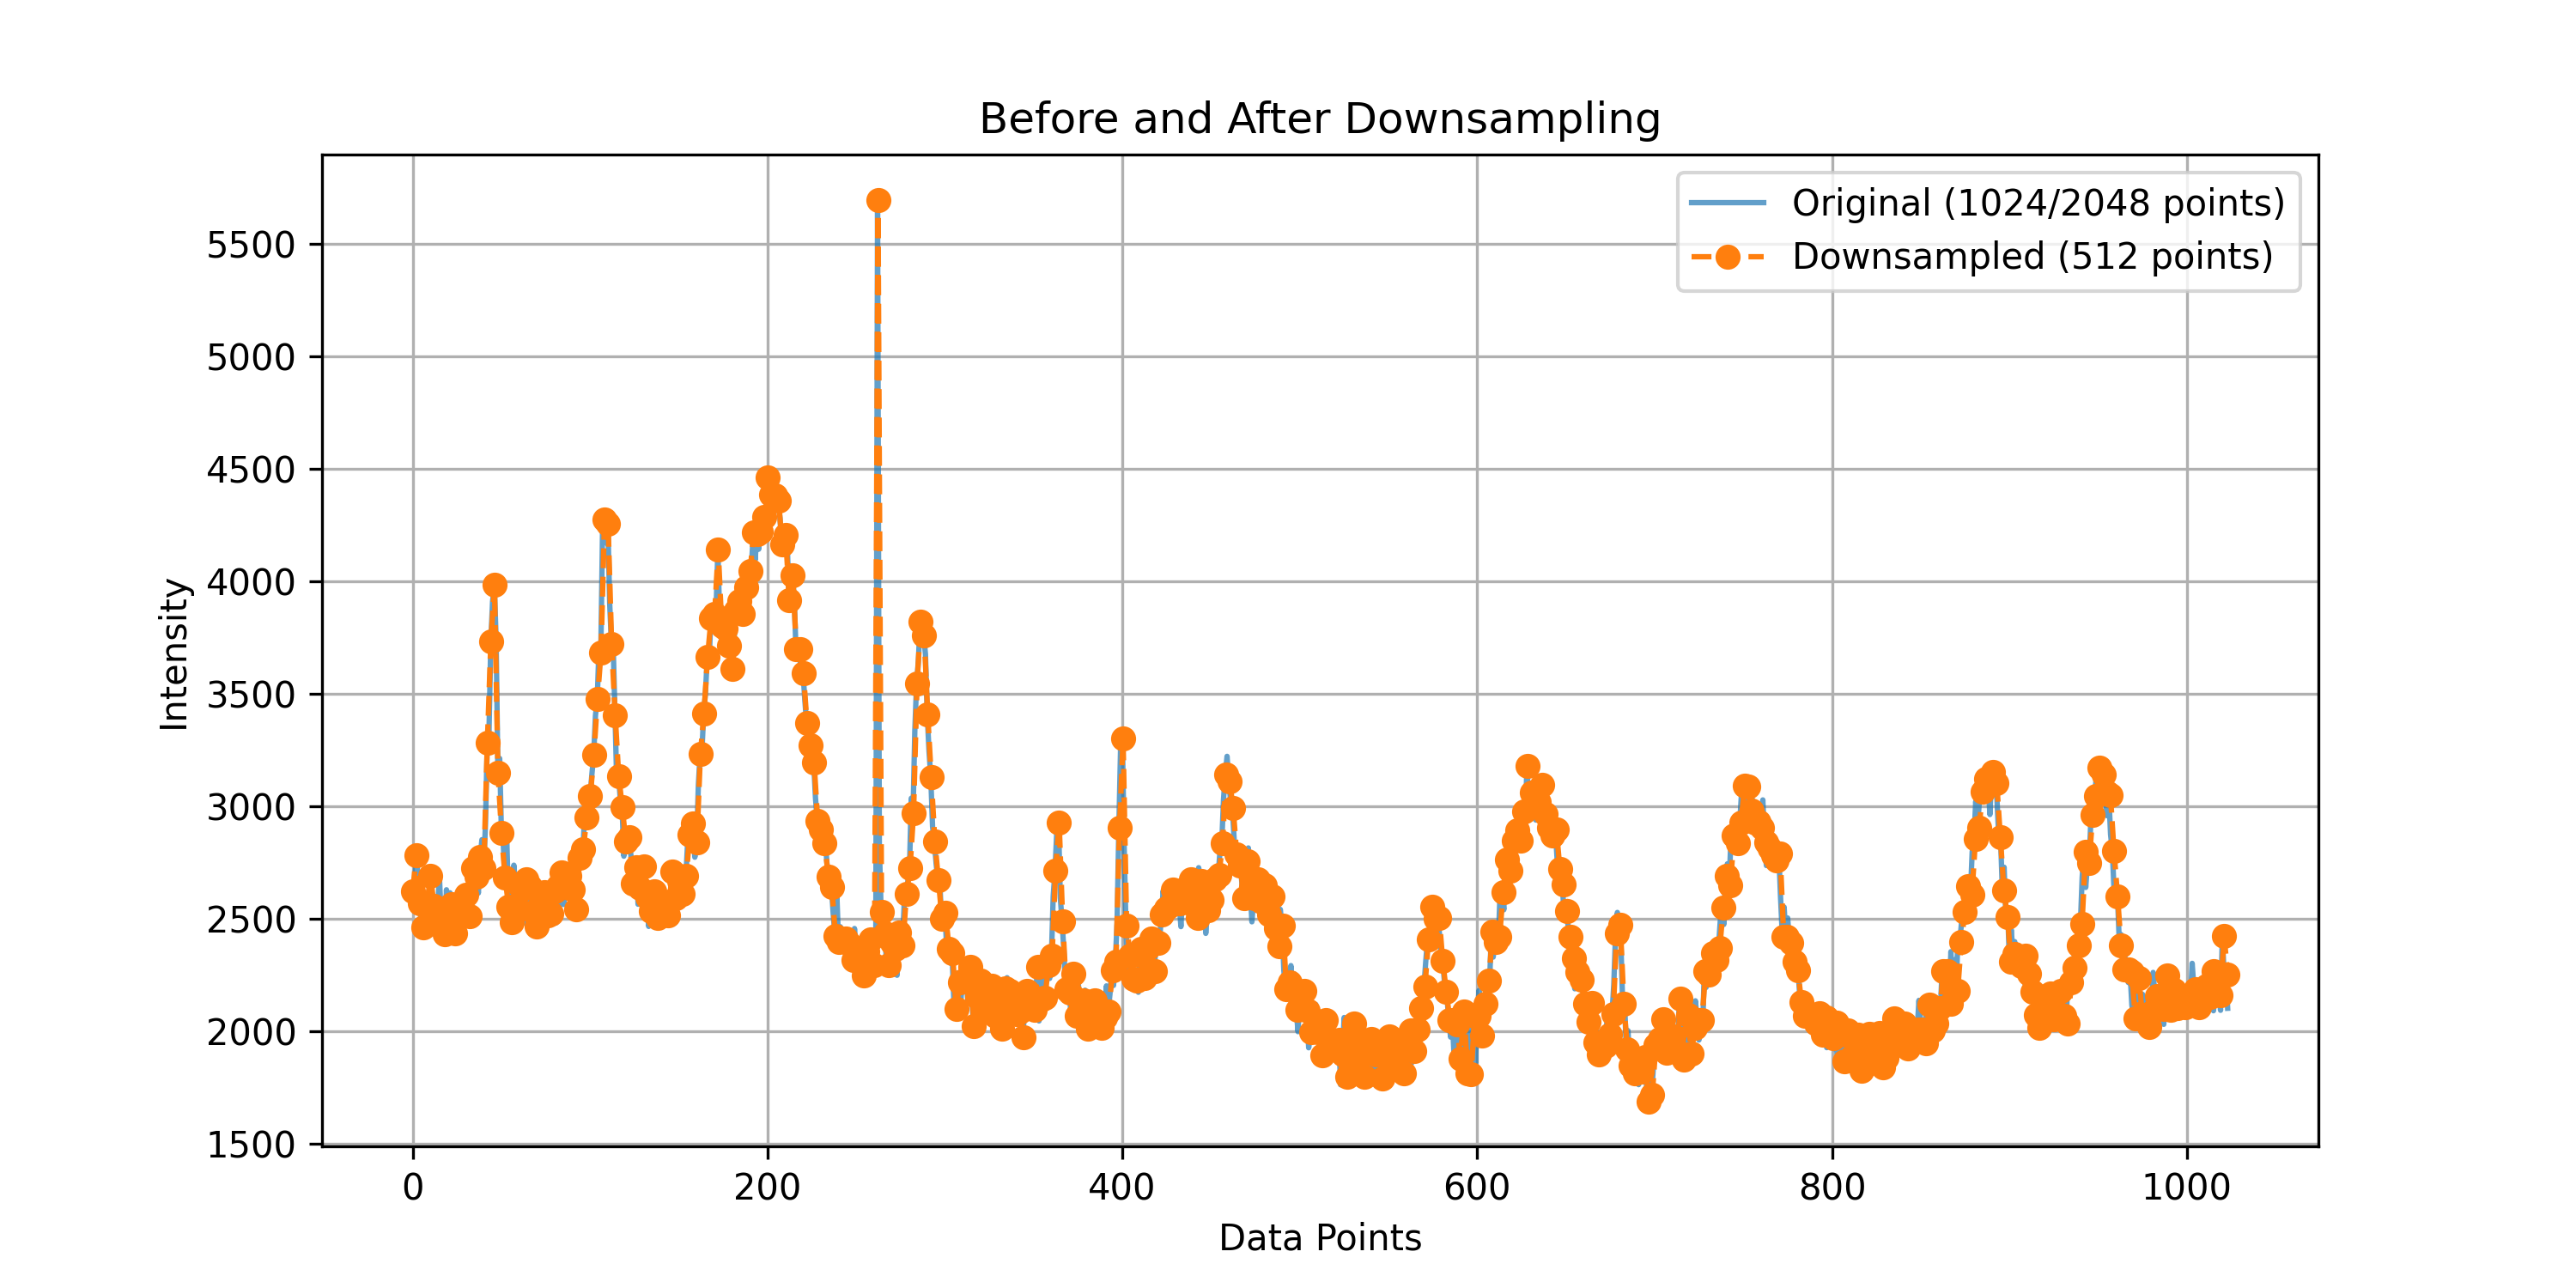 Before and After Downsampling
Original (1024/2048 points)
Downsampled (512 points)
Intensity
5500
5000
4500
4000
3500
3000
2500
2000
1500
0 200 400 600 800 1000
Data Points